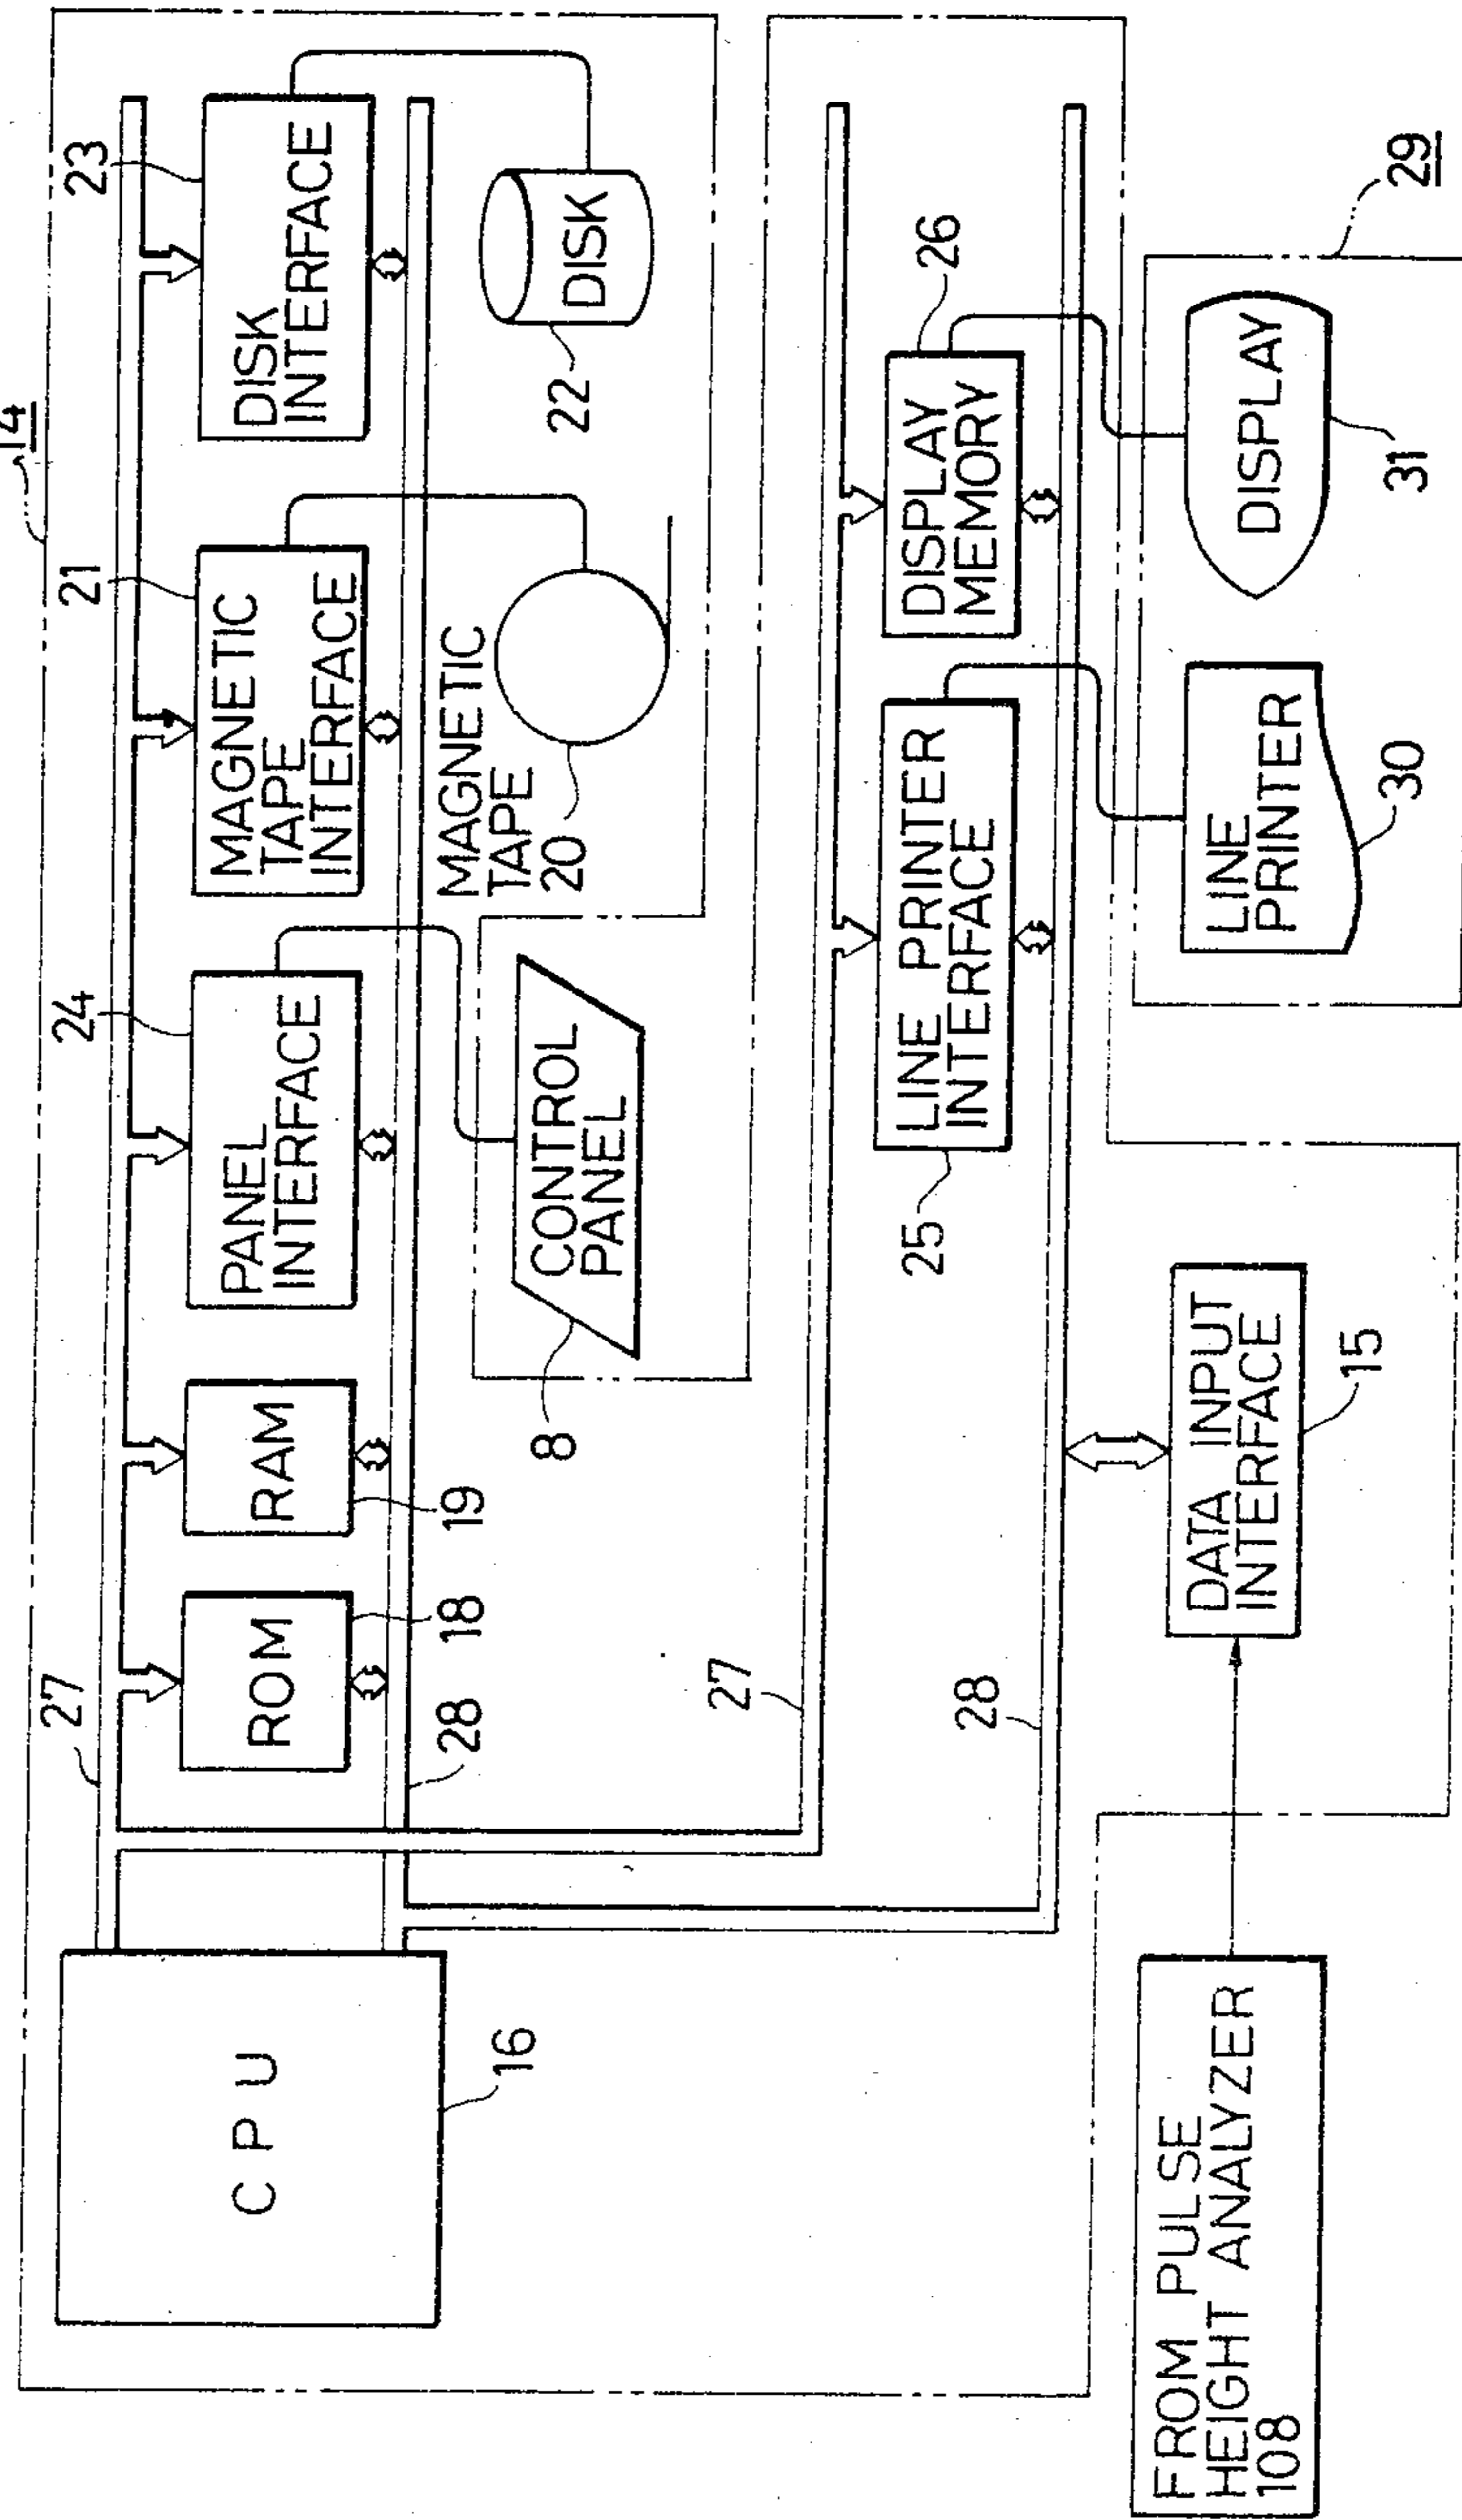 14
27
24
21
23
C P U
16
ROM
18
RAM
19
PANEL
INTERFACE
MAGNETIC
TAPE
INTERFACE
DISK
INTERFACE
28
CONTROL
PANEL
8
MAGNETIC
TAPE
20
DISK
22
27
28
LINE PRINTER
INTERFACE
25
DISPLAY
MEMORY
26
FROM PULSE
HEIGHT ANALYZER
108
DATA INPUT
INTERFACE
15
LINE
PRINTER
30
DISPLAY
31
29